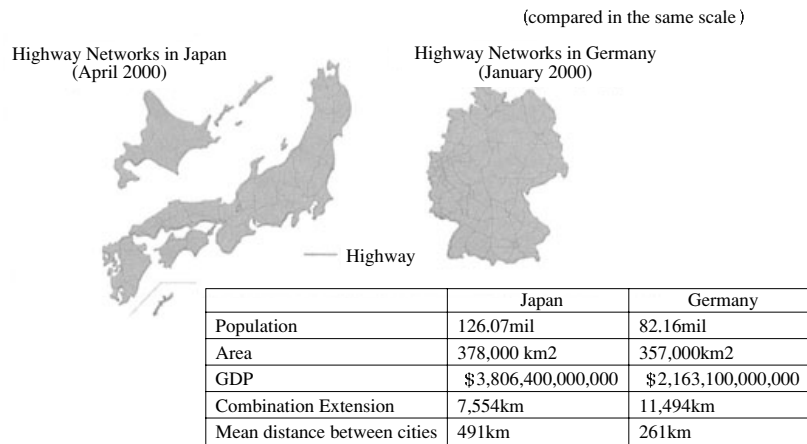 (compared in the same scale)
Highway Networks in Japan
(April 2000)
Highway Networks in Germany
(January 2000)
Highway
Japan Germany
Population 126.07mil 82.16mil
Area 378,000 km2 357,000km2
GDP $3,806,400,000,000 $2,163,100,000,000
Combination Extension 7,554km 11,494km
Mean distance between cities 491km 261km